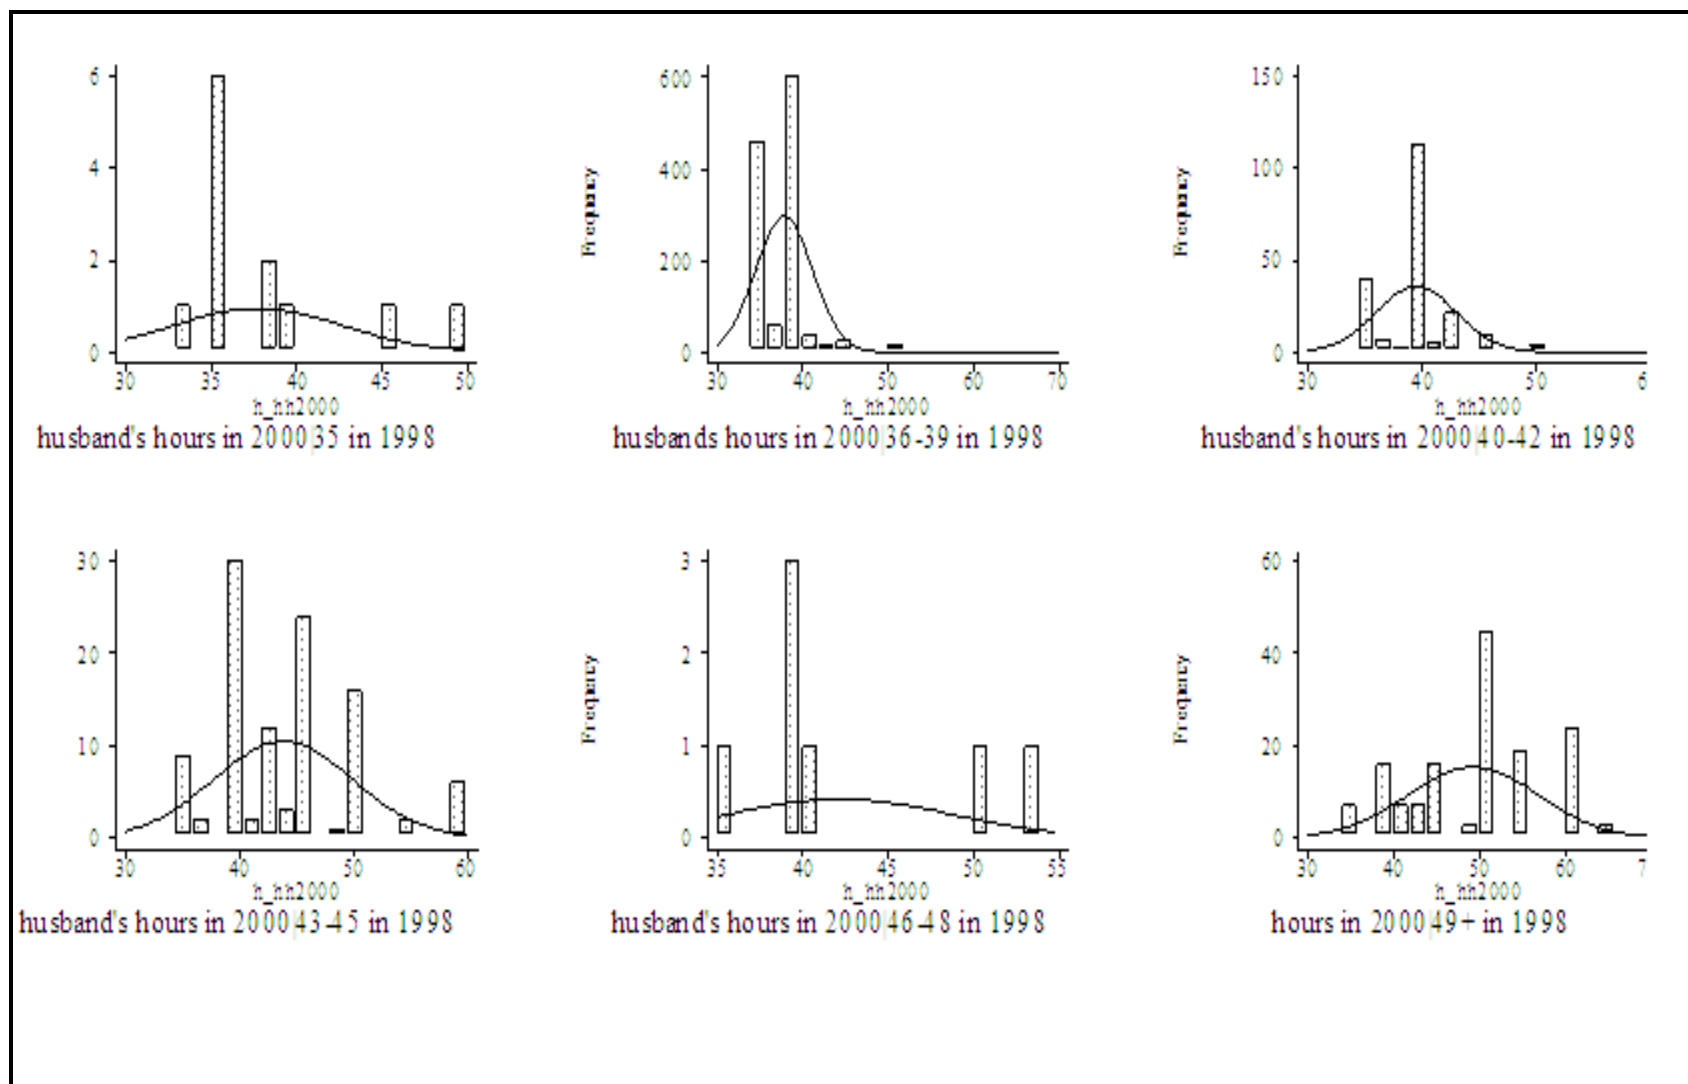 6
4
2
0
30 35 40 45 50
h_hh2000
husband's hours in 2000|35 in 1998
Frequency
600
400
200
0
30 40 50 60 70
h_hh2000
husbands hours in 2000|36-39 in 1998
Frequency
150
100
50
0
30 40 50 6
h_hh2000
husband's hours in 2000|40-42 in 1998
30
20
10
0
30 40 50 60
h_hh2000
husband's hours in 2000|43-45 in 1998
Frequency
3
2
1
0
35 40 45 50 55
h_hh2000
husband's hours in 2000|46-48 in 1998
Frequency
60
40
20
0
30 40 50 60 7
h_hh2000
hours in 2000|49+ in 1998